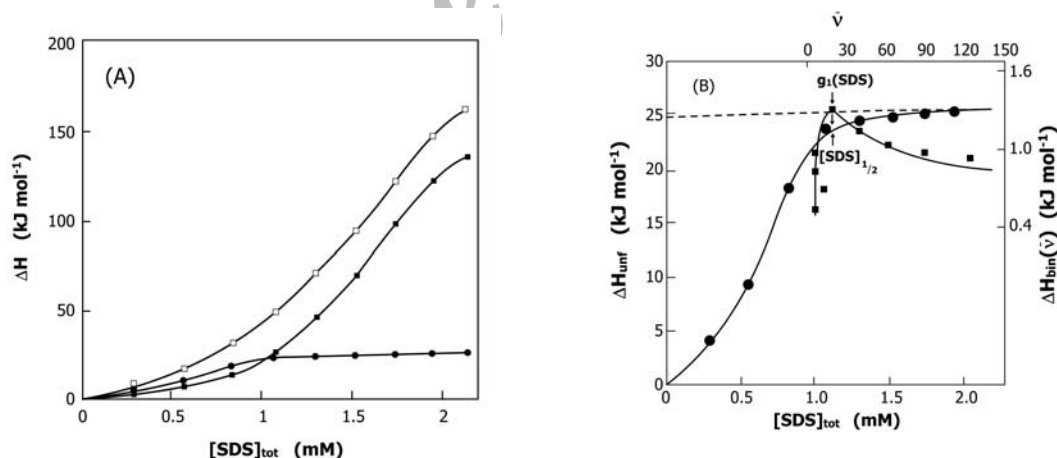 (A)
200
150
100
50
0
ΔH (kJ mol⁻¹)
0 0.5 1 1.5 2
[SDS]tot (mM)
ν̄
0 30 60 90 120 150
(B)
g₁(SDS)
[SDS]₁/₂
30
25
20
15
10
5
0
ΔHunf (kJ mol⁻¹)
1.6
1.0
0.4
ΔHbin(ν̄) (kJ mol⁻¹)
0 0.5 1.0 1.5 2.0
[SDS]tot (mM)